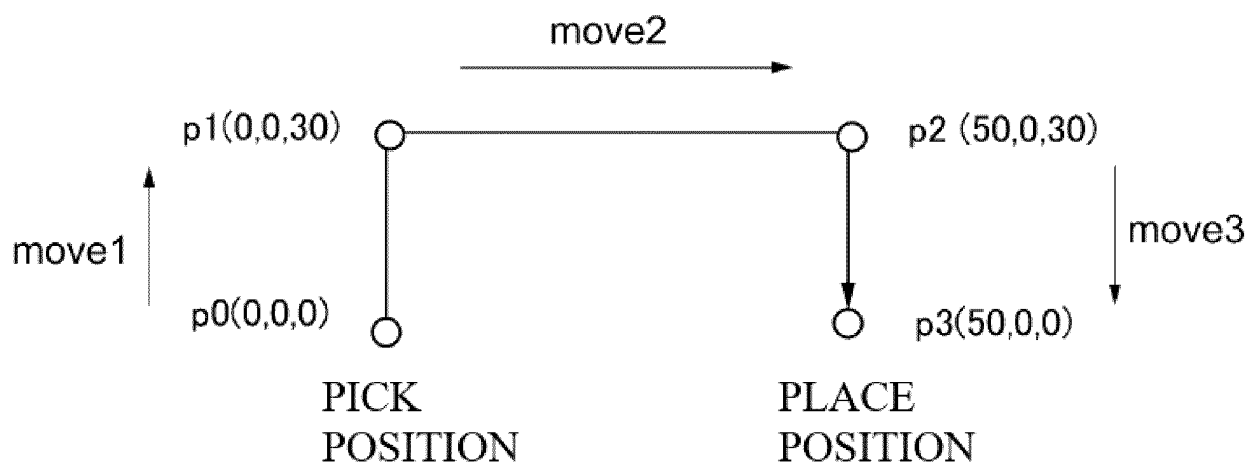 move2
p1(0,0,30)
p2 (50,0,30)
move1
move3
p0(0,0,0)
p3(50,0,0)
PICK
POSITION
PLACE
POSITION